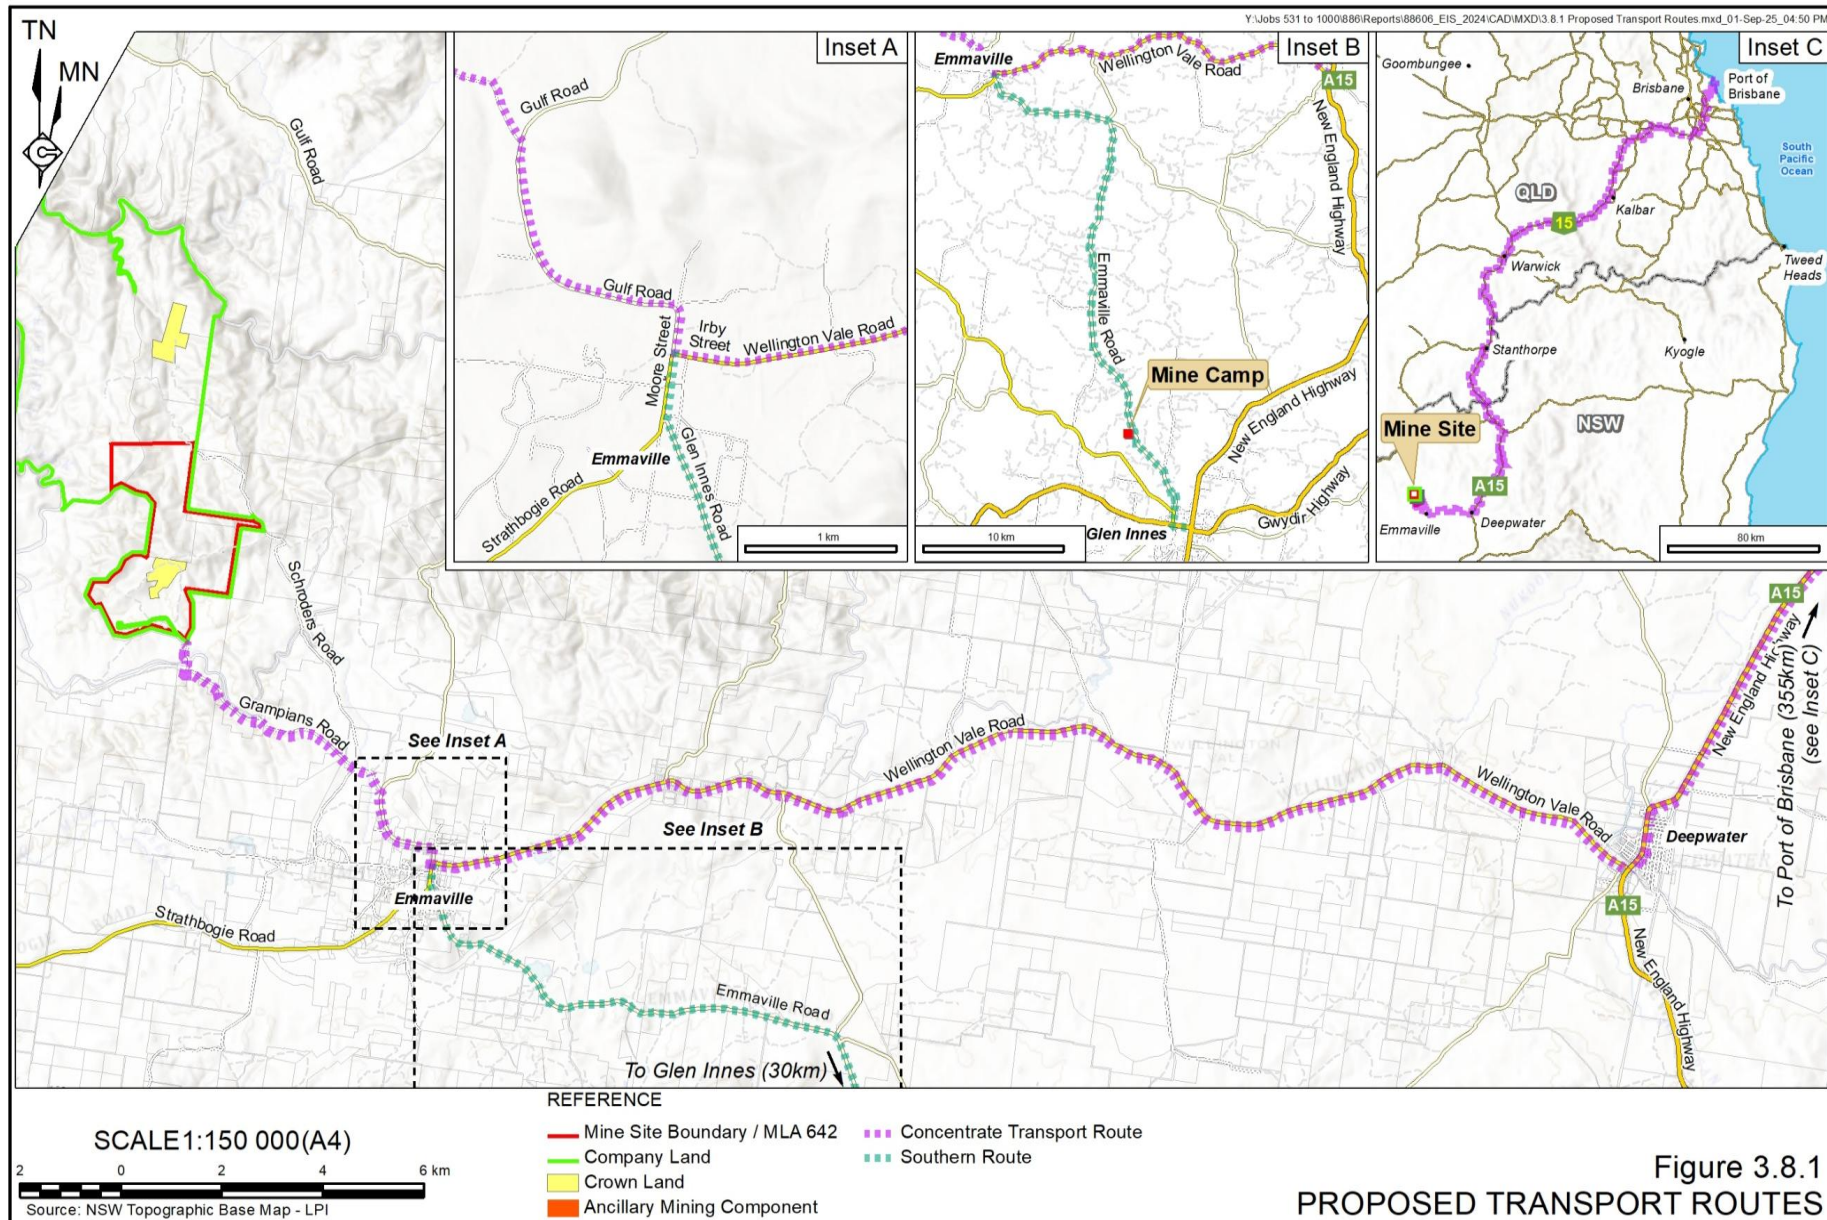 Y:\Jobs 531 to 1000\886\Reports\88606_EIS_2024\CAD\MXD\3.8.1 Proposed Transport Routes.mxd_01-Sep-25_04:50 PM
TN
MN
Gulf Road
Schroders Road
Grampians Road
See Inset A
See Inset B
Emmaville
Strathbogie Road
Wellington Vale Road
Wellington Vale Road
Emmaville Road
To Glen Innes (30km)
Deepwater
A15
A15
New England Highway
New England Highway
To Port of Brisbane (355km)
(see Inset C)
Inset A
Gulf Road
Gulf Road
Irby
Street
Wellington Vale Road
Moore Street
Emmaville
Glen Innes Road
Strathbogie Road
1 km
Inset B
Emmaville
Wellington Vale Road
A15
New England Highway
Emmaville Road
Mine Camp
New England Highway
Gwydir Highway
Glen Innes
10 km
Inset C
Goombungee
Brisbane
Port of
Brisbane
South
Pacific
Ocean
QLD
15
Kalbar
Warwick
Tweed
Heads
Stanthorpe
Kyogle
NSW
Mine Site
A15
Emmaville
Deepwater
80 km
SCALE1:150 000(A4)
2 0 2 4 6 km
Source: NSW Topographic Base Map - LPI
REFERENCE
Mine Site Boundary / MLA 642
Company Land
Crown Land
Ancillary Mining Component
Concentrate Transport Route
Southern Route
Figure 3.8.1
PROPOSED TRANSPORT ROUTES